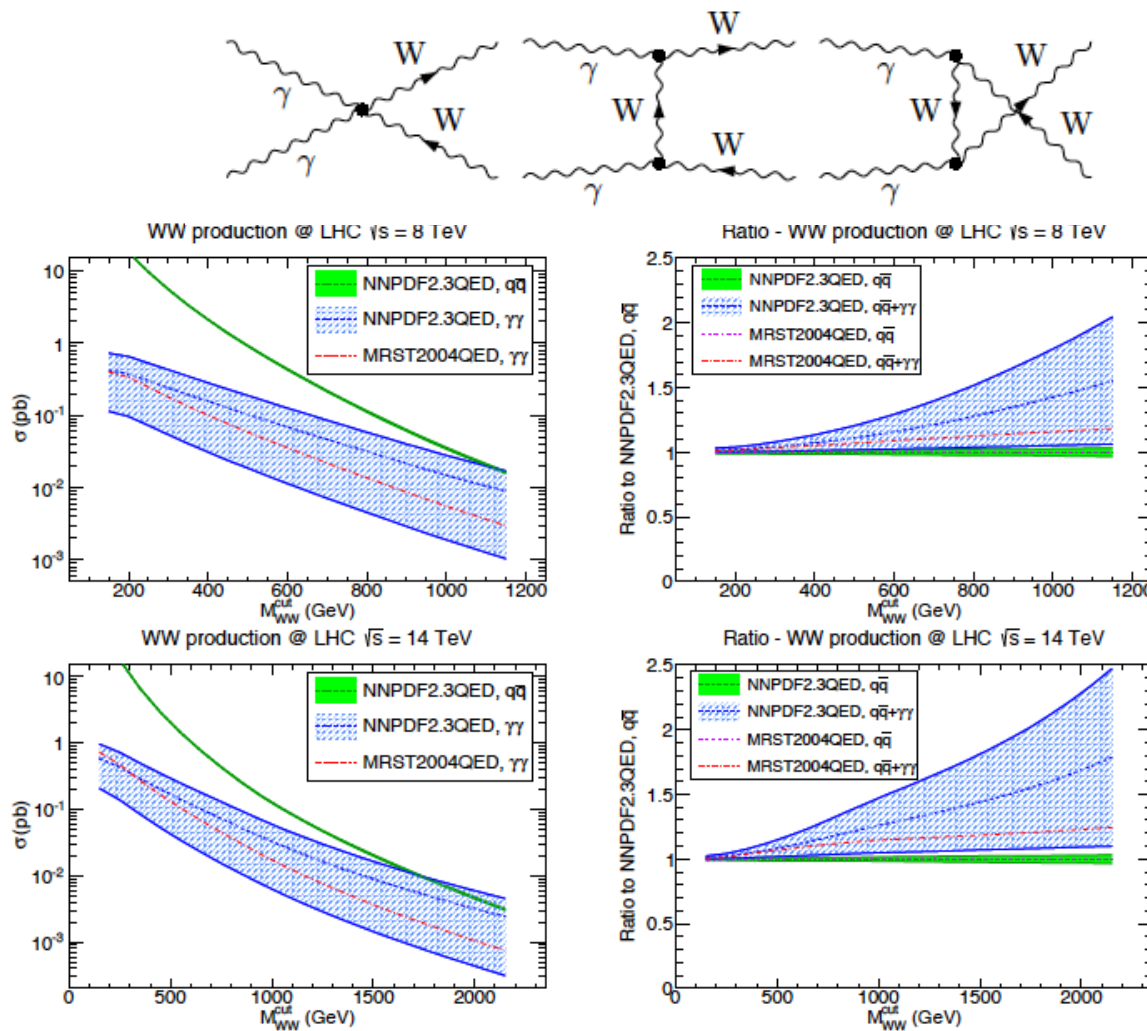 γ
γ
W
W
γ
γ
W
W
W
γ
γ
W
W
W
WW production @ LHC √s = 8 TeV
σ (pb)
10
1
10⁻¹
10⁻²
10⁻³
NNPDF2.3QED, qq̅
NNPDF2.3QED, γγ
MRST2004QED, γγ
200 400 600 800 1000 1200
M_WW^cut (GeV)
Ratio - WW production @ LHC √s = 8 TeV
Ratio to NNPDF2.3QED, qq̅
2.5
2
1.5
1
0.5
0
NNPDF2.3QED, qq̅
NNPDF2.3QED, qq̅+γγ
MRST2004QED, qq̅
MRST2004QED, qq̅+γγ
200 400 600 800 1000 120
M_WW^cut (GeV)
WW production @ LHC √s = 14 TeV
σ (pb)
10
1
10⁻¹
10⁻²
10⁻³
NNPDF2.3QED, qq̅
NNPDF2.3QED, γγ
MRST2004QED, γγ
0 500 1000 1500 2000
M_WW^cut (GeV)
Ratio - WW production @ LHC √s = 14 TeV
Ratio to NNPDF2.3QED, qq̅
2.5
2
1.5
1
0.5
0
NNPDF2.3QED, qq̅
NNPDF2.3QED, qq̅+γγ
MRST2004QED, qq̅
MRST2004QED, qq̅+γγ
0 500 1000 1500 2000
M_WW^cut (GeV)